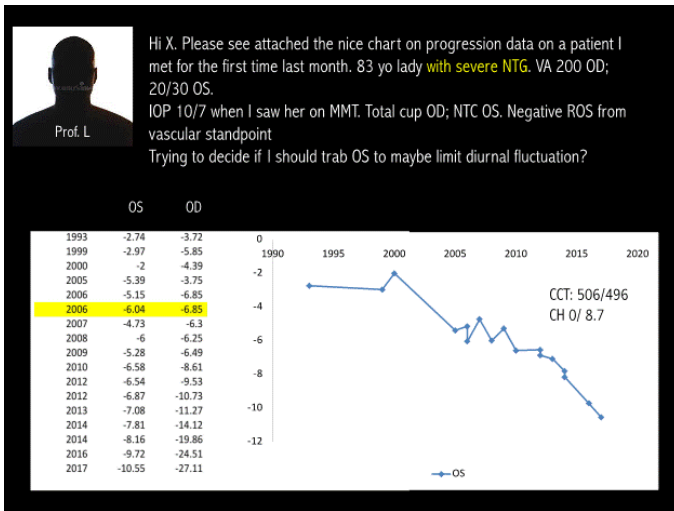 Hi X. Please see attached the nice chart on progression data on a patient I
met for the first time last month. 83 yo lady with severe NTG. VA 200 OD;
20/30 OS.
IOP 10/7 when I saw her on MMT. Total cup OD; NTC OS. Negative ROS from
vascular standpoint
Trying to decide if I should trab OS to maybe limit diurnal fluctuation?
Prof. L
OS OD
1993 -2.74 -3.72
1999 -2.97 -5.85
2000 -2 -4.39
2005 -5.39 -3.75
2006 -5.15 -6.85
2006 -6.04 -6.85
2007 -4.73 -6.3
2008 -6 -6.25
2009 -5.28 -6.49
2010 -6.58 -8.61
2012 -6.54 -9.53
2012 -6.87 -10.73
2013 -7.08 -11.27
2014 -7.81 -14.12
2014 -8.16 -19.86
2016 -9.72 -24.51
2017 -10.55 -27.11
0
1990 1995 2000 2005 2010 2015 2020
-2
-4
-6
-8
-10
-12
CCT: 506/496
CH 0/ 8.7
OS